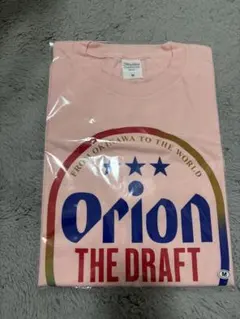 M
FROM OKINAWA TO THE WORLD
Orion
THE DRAFT
M